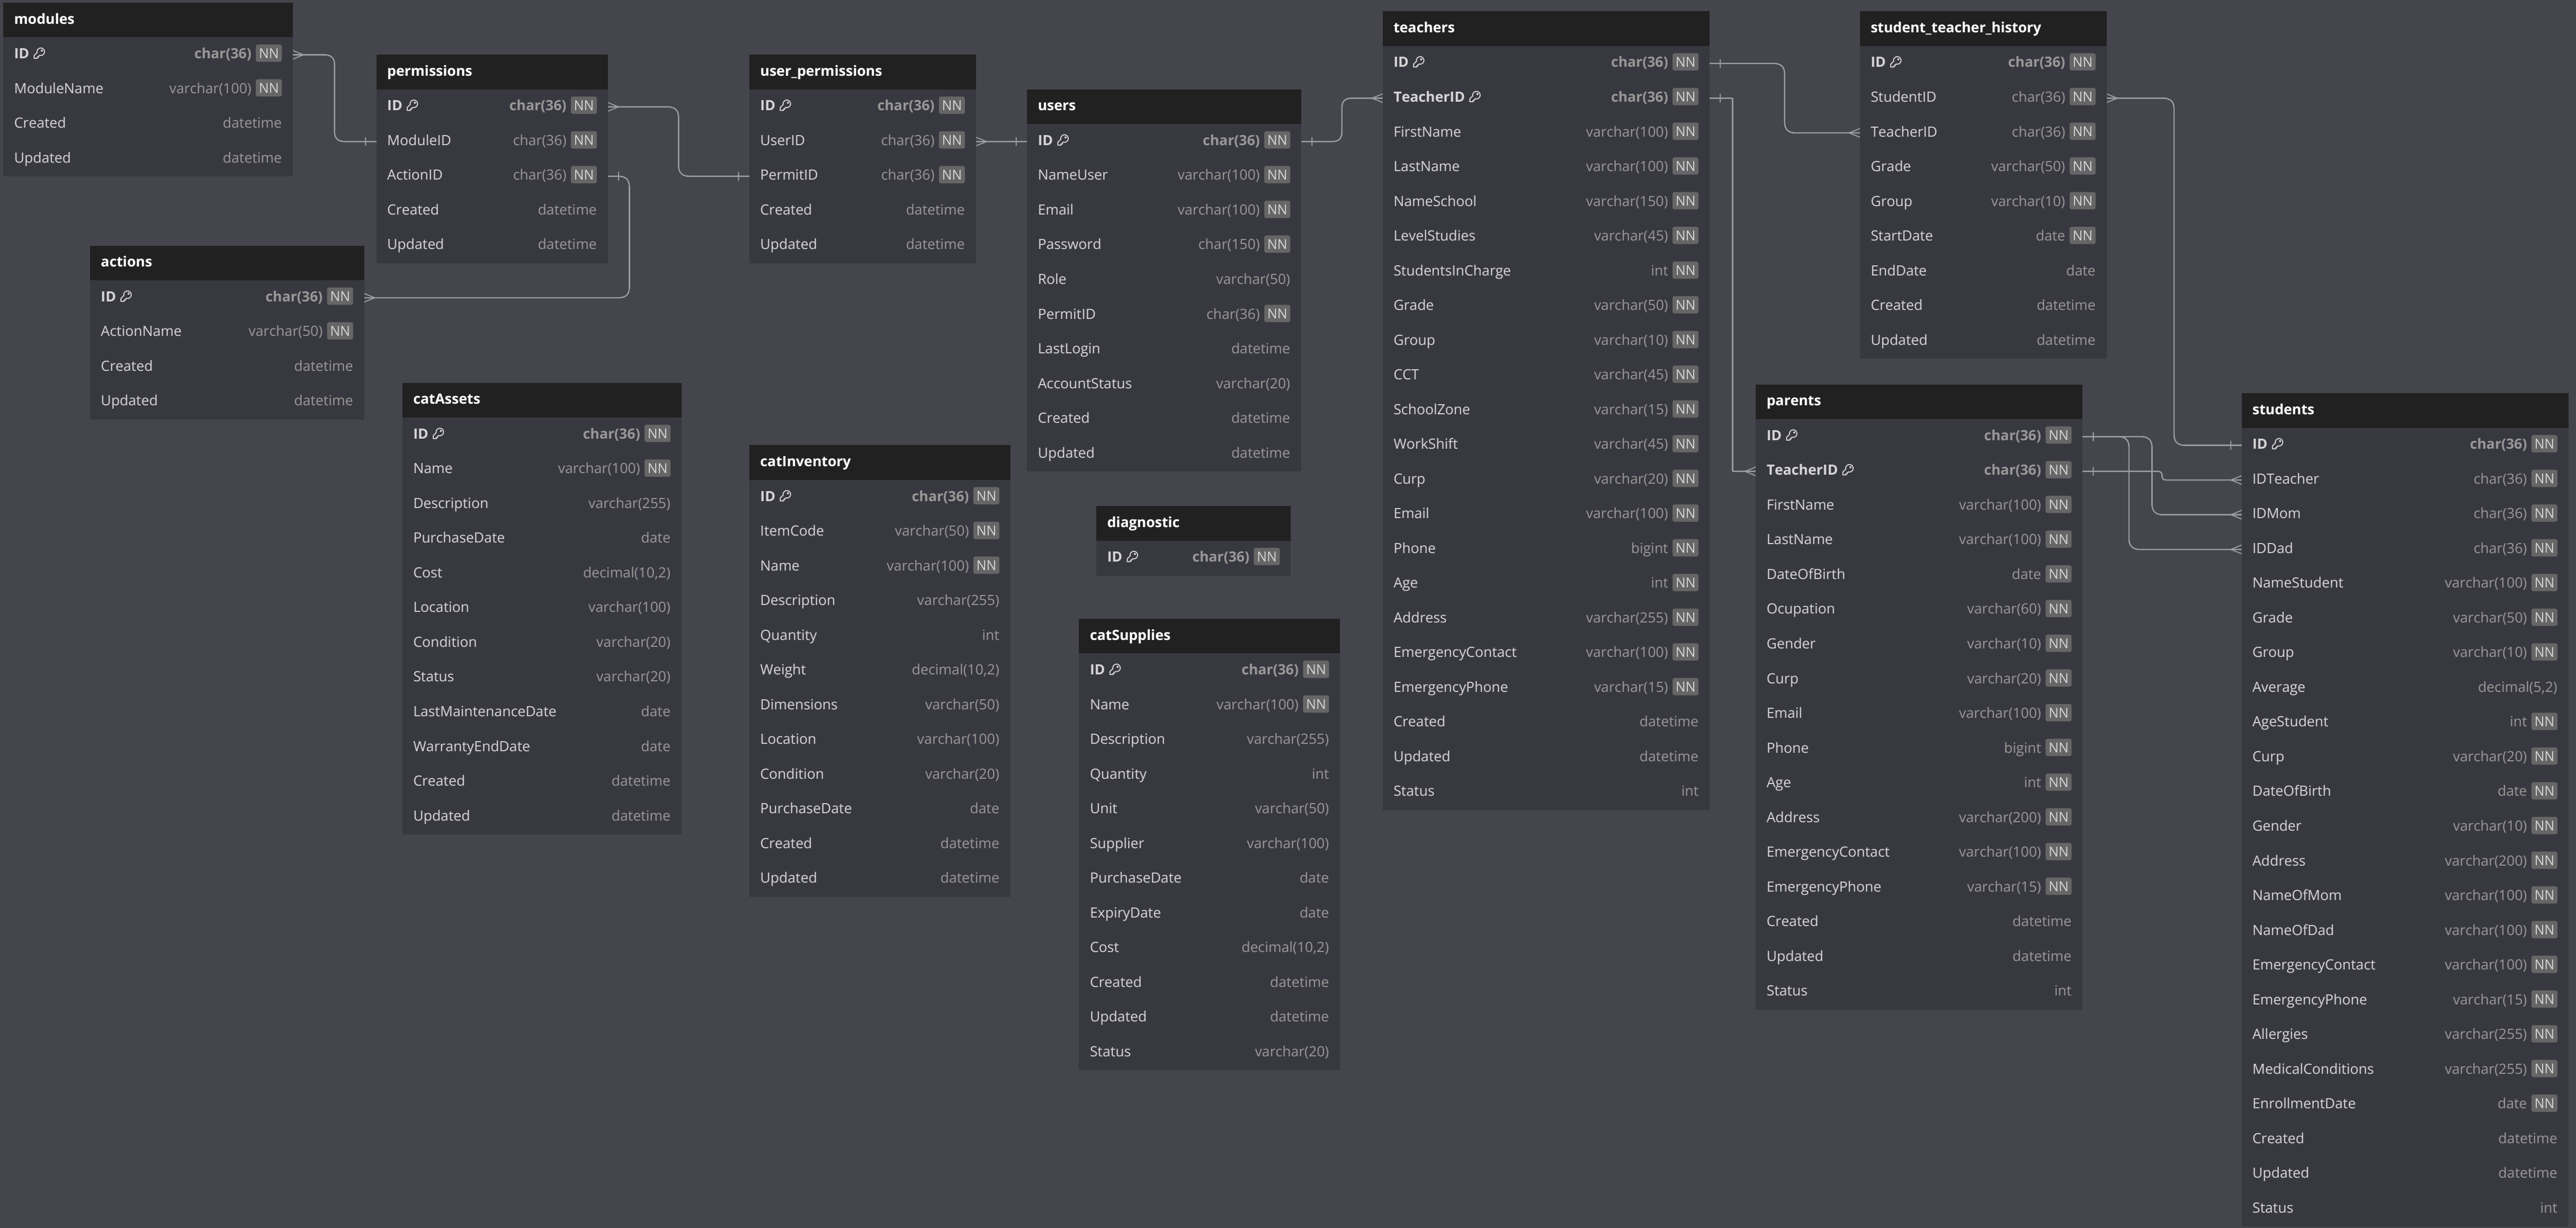 modules
ID char(36) NN
ModuleName varchar(100) NN
Created datetime
Updated datetime
permissions
ID char(36) NN
ModuleID char(36) NN
ActionID char(36) NN
Created datetime
Updated datetime
user_permissions
ID char(36) NN
UserID char(36) NN
PermitID char(36) NN
Created datetime
Updated datetime
users
ID char(36) NN
NameUser varchar(100) NN
Email varchar(100) NN
Password char(150) NN
Role varchar(50)
PermitID char(36) NN
LastLogin datetime
AccountStatus varchar(20)
Created datetime
Updated datetime
teachers
ID char(36) NN
TeacherID char(36) NN
FirstName varchar(100) NN
LastName varchar(100) NN
NameSchool varchar(150) NN
LevelStudies varchar(45) NN
StudentsInCharge int NN
Grade varchar(50) NN
Group varchar(10) NN
CCT varchar(45) NN
SchoolZone varchar(15) NN
WorkShift varchar(45) NN
Curp varchar(20) NN
Email varchar(100) NN
Phone bigint NN
Age int NN
Address varchar(255) NN
EmergencyContact varchar(100) NN
EmergencyPhone varchar(15) NN
Created datetime
Updated datetime
Status int
student_teacher_history
ID char(36) NN
StudentID char(36) NN
TeacherID char(36) NN
Grade varchar(50) NN
Group varchar(10) NN
StartDate date NN
EndDate date
Created datetime
Updated datetime
actions
ID char(36) NN
ActionName varchar(50) NN
Created datetime
Updated datetime
catAssets
ID char(36) NN
Name varchar(100) NN
Description varchar(255)
PurchaseDate date
Cost decimal(10,2)
Location varchar(100)
Condition varchar(20)
Status varchar(20)
LastMaintenanceDate date
WarrantyEndDate date
Created datetime
Updated datetime
catInventory
ID char(36) NN
ItemCode varchar(50) NN
Name varchar(100) NN
Description varchar(255)
Quantity int
Weight decimal(10,2)
Dimensions varchar(50)
Location varchar(100)
Condition varchar(20)
PurchaseDate date
Created datetime
Updated datetime
diagnostic
ID char(36) NN
catSupplies
ID char(36) NN
Name varchar(100) NN
Description varchar(255)
Quantity int
Unit varchar(50)
Supplier varchar(100)
PurchaseDate date
ExpiryDate date
Cost decimal(10,2)
Created datetime
Updated datetime
Status varchar(20)
parents
ID char(36) NN
TeacherID char(36) NN
FirstName varchar(100) NN
LastName varchar(100) NN
DateOfBirth date NN
Ocupation varchar(60) NN
Gender varchar(10) NN
Curp varchar(20) NN
Email varchar(100) NN
Phone bigint NN
Age int NN
Address varchar(200) NN
EmergencyContact varchar(100) NN
EmergencyPhone varchar(15) NN
Created datetime
Updated datetime
Status int
students
ID char(36) NN
IDTeacher char(36) NN
IDMom char(36) NN
IDDad char(36) NN
NameStudent varchar(100) NN
Grade varchar(50) NN
Group varchar(10) NN
Average decimal(5,2)
AgeStudent int NN
Curp varchar(20) NN
DateOfBirth date NN
Gender varchar(10) NN
Address varchar(200) NN
NameOfMom varchar(100) NN
NameOfDad varchar(100) NN
EmergencyContact varchar(100) NN
EmergencyPhone varchar(15) NN
Allergies varchar(255) NN
MedicalConditions varchar(255) NN
EnrollmentDate date NN
Created datetime
Updated datetime
Status int